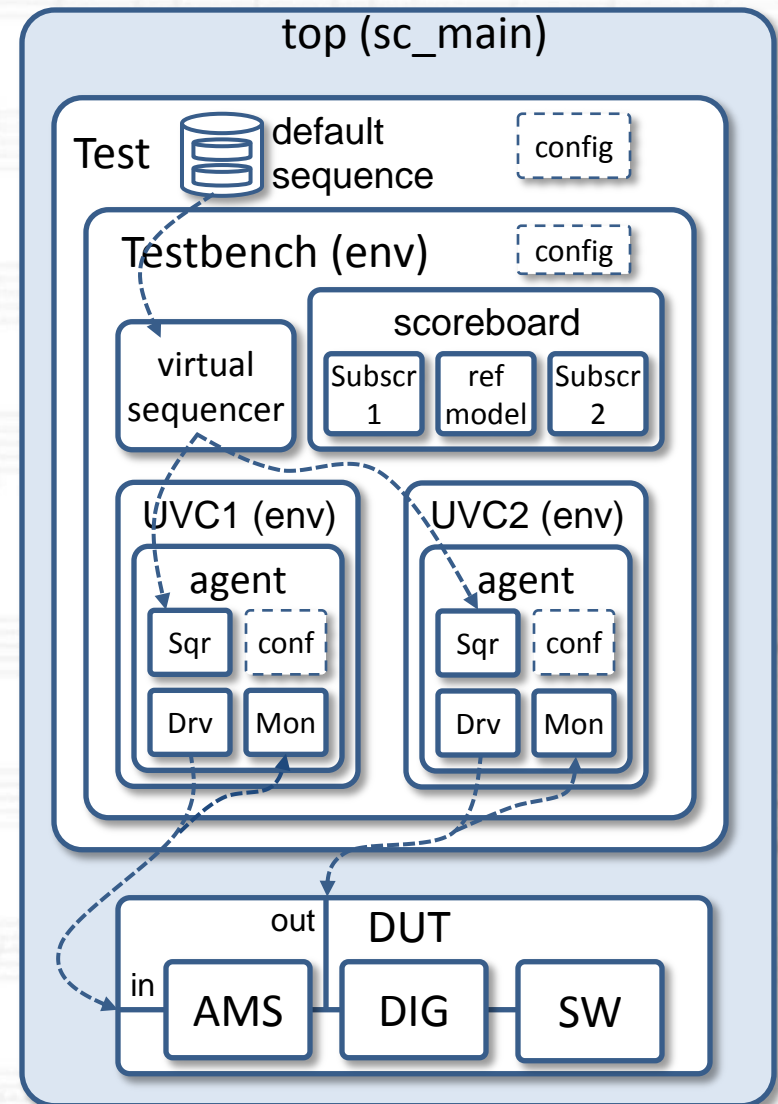 top (sc_main)
Test
default
sequence
config
Testbench (env)
config
virtual
sequencer
scoreboard
Subscr
1
ref
model
Subscr
2
UVC1 (env)
agent
Sqr
conf
Drv
Mon
UVC2 (env)
agent
Sqr
conf
Drv
Mon
out
DUT
in
AMS
DIG
SW